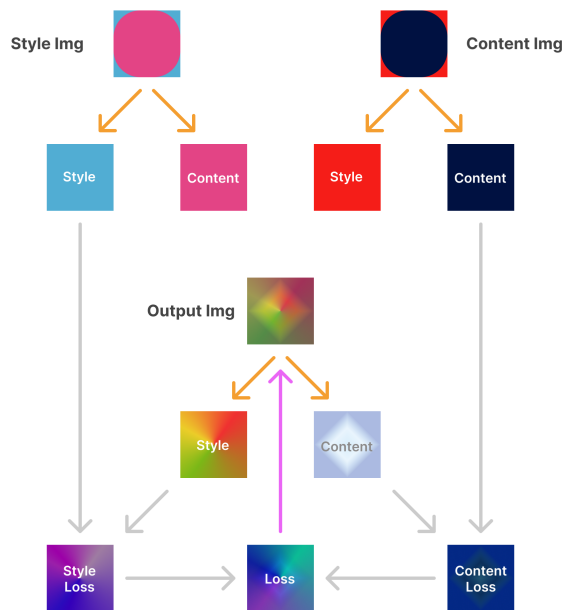 Style Img
Content Img
Style
Content
Style
Content
Output Img
Style
Content
Style
Loss
Loss
Content
Loss